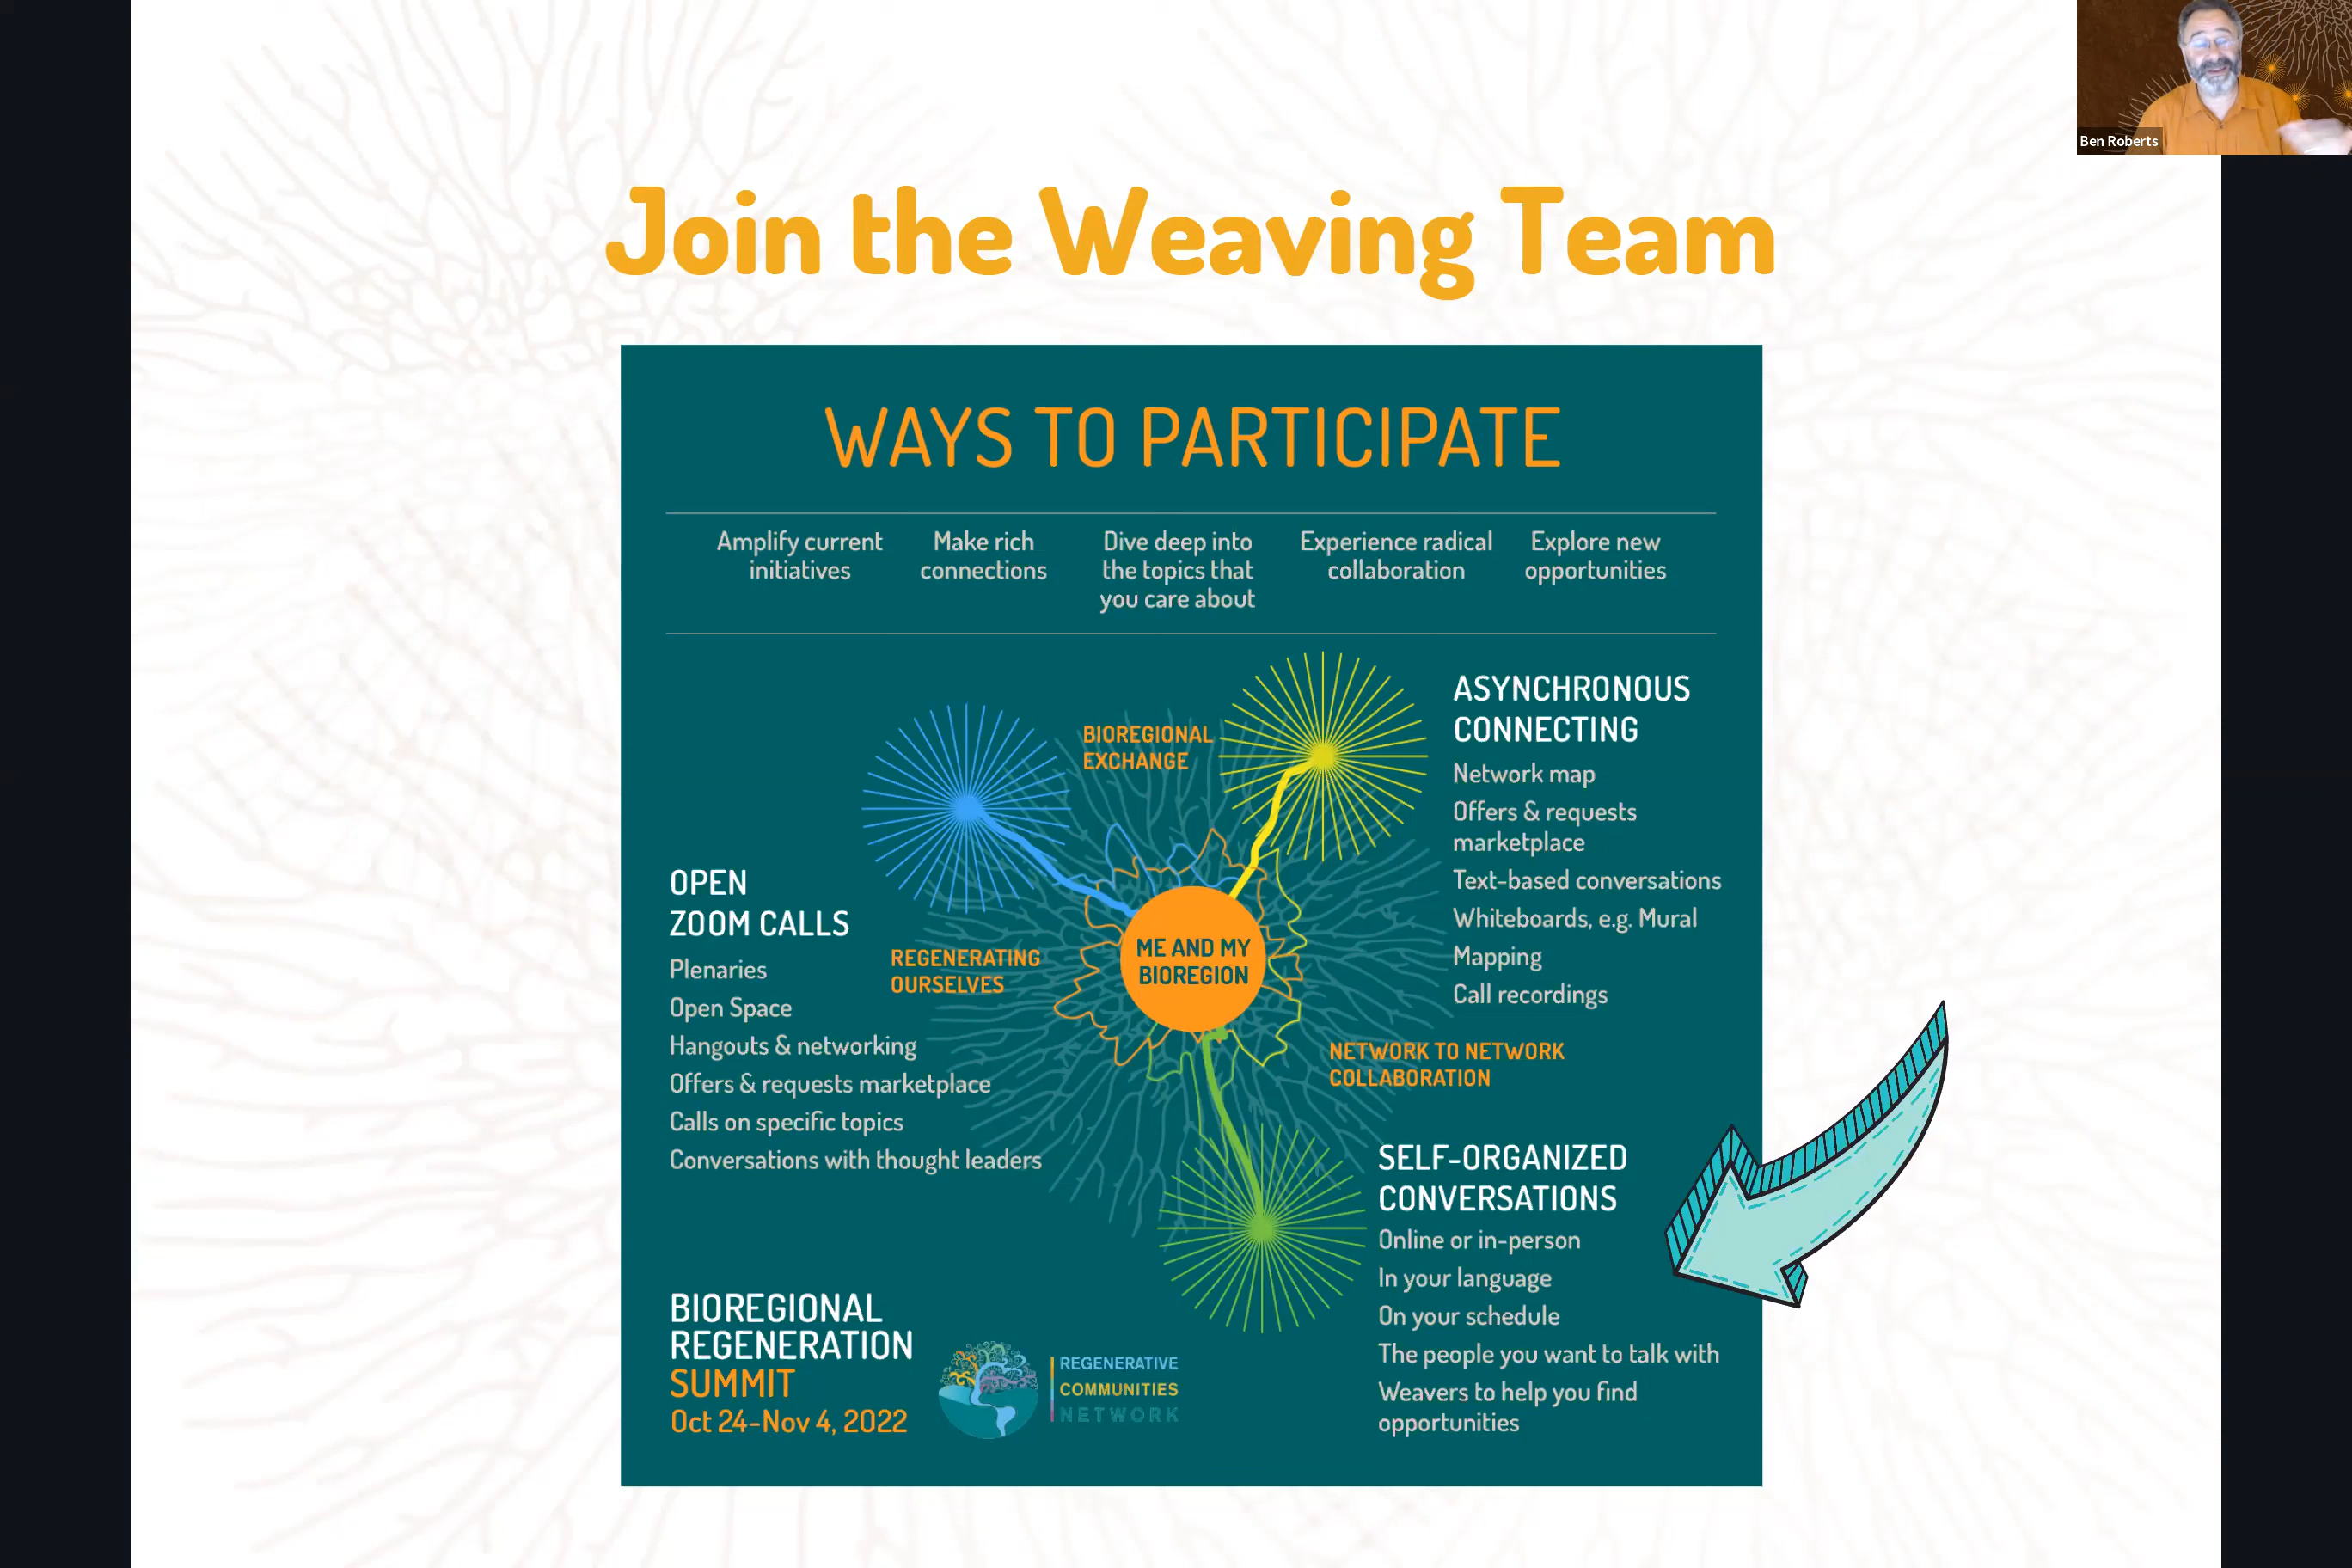 Ben Roberts
Join the Weaving Team
WAYS TO PARTICIPATE
Amplify current
initiatives
Make rich
connections
Dive deep into
the topics that
you care about
Experience radical
collaboration
Explore new
opportunities
BIOREGIONAL
EXCHANGE
ASYNCHRONOUS
CONNECTING
Network map
Offers & requests
marketplace
Text-based conversations
Whiteboards, e.g. Mural
Mapping
Call recordings
OPEN
ZOOM CALLS
Plenaries
Open Space
Hangouts & networking
Offers & requests marketplace
Calls on specific topics
Conversations with thought leaders
REGENERATING
OURSELVES
ME AND MY
BIOREGION
NETWORK TO NETWORK
COLLABORATION
SELF-ORGANIZED
CONVERSATIONS
Online or in-person
In your language
On your schedule
The people you want to talk with
Weavers to help you find
opportunities
BIOREGIONAL
REGENERATION
SUMMIT
Oct 24-Nov 4, 2022
REGENERATIVE
COMMUNITIES
NETWORK